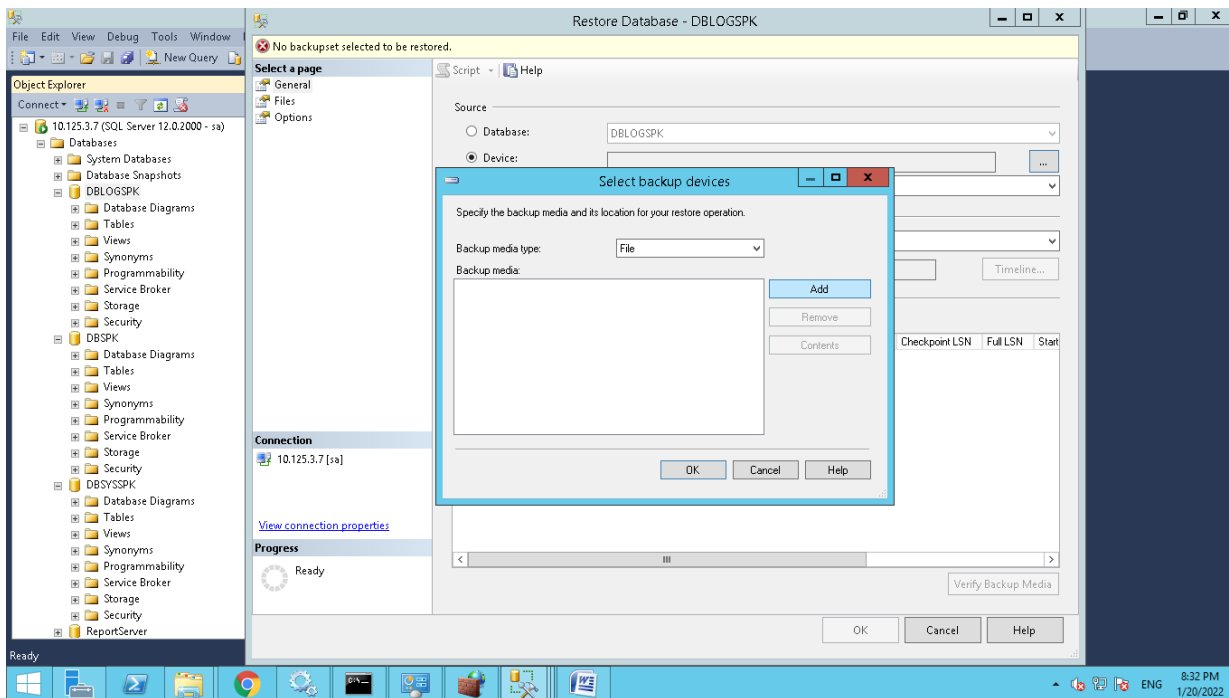 Restore Database - DBLOGSPK
File Edit View Debug Tools Window
New Query
No backupset selected to be restored.
Object Explorer
Connect
10.125.3.7 (SQL Server 12.0.2000 - sa)
Databases
System Databases
Database Snapshots
DBLOGSPK
Database Diagrams
Tables
Views
Synonyms
Programmability
Service Broker
Storage
Security
DBSPK
Database Diagrams
Tables
Views
Synonyms
Programmability
Service Broker
Storage
Security
DBSYSSPK
Database Diagrams
Tables
Views
Synonyms
Programmability
Service Broker
Storage
Security
ReportServer
Ready
Select a page
General
Files
Options
Connection
10.125.3.7 [sa]
View connection properties
Progress
Ready
Script Help
Source
Database: DBLOGSPK
Device: ...
Timeline...
Checkpoint LSN Full LSN Start
Verify Backup Media
OK Cancel Help
Select backup devices
Specify the backup media and its location for your restore operation.
Backup media type: File
Backup media:
Add
Remove
Contents
OK Cancel Help
ENG
8:32 PM
1/20/2022